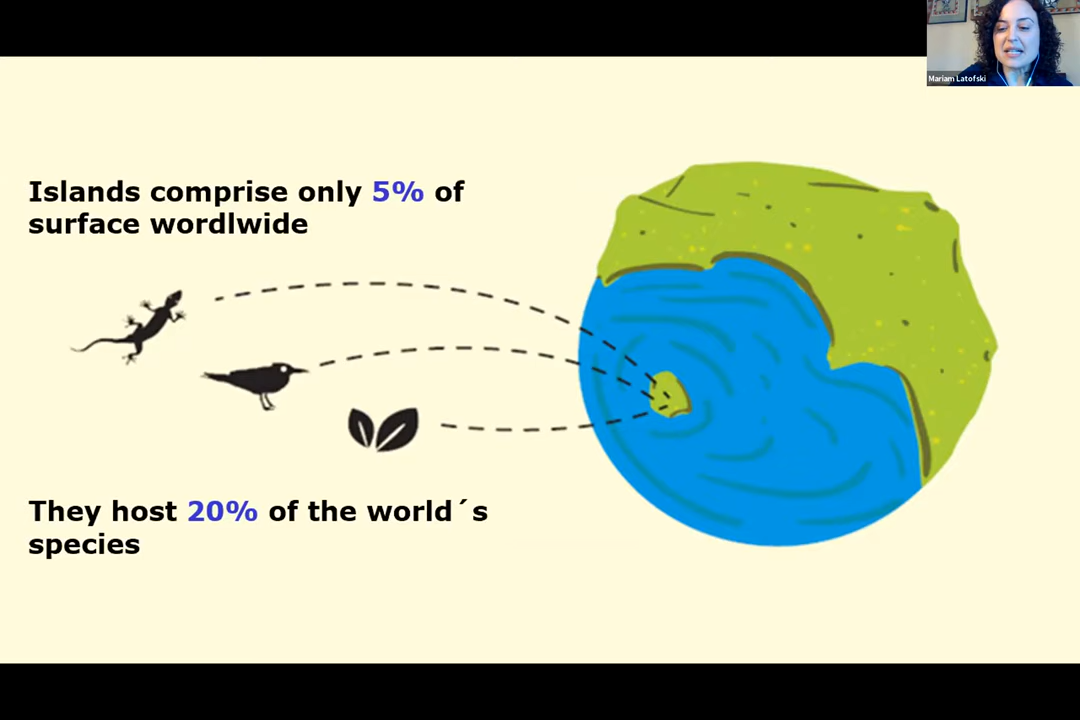 Mariam Latofski
Islands comprise only 5% of
surface wordlwide
They host 20% of the world´s
species